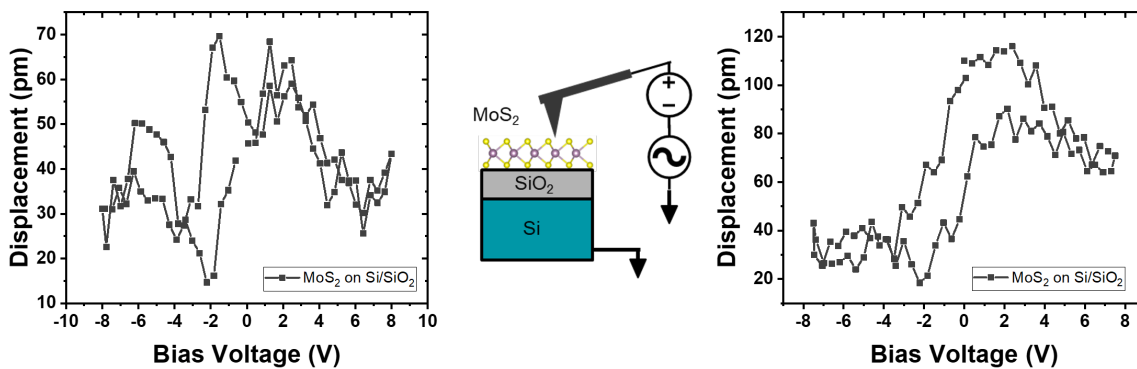 Displacement (pm)
70
60
50
40
30
20
10
-10 -8 -6 -4 -2 0 2 4 6 8 10
Bias Voltage (V)
MoS₂ on Si/SiO₂
MoS₂
SiO₂
Si
+
−
Displacement (pm)
120
100
80
60
40
20
-8 -6 -4 -2 0 2 4 6 8
Bias Voltage (V)
MoS₂ on Si/SiO₂